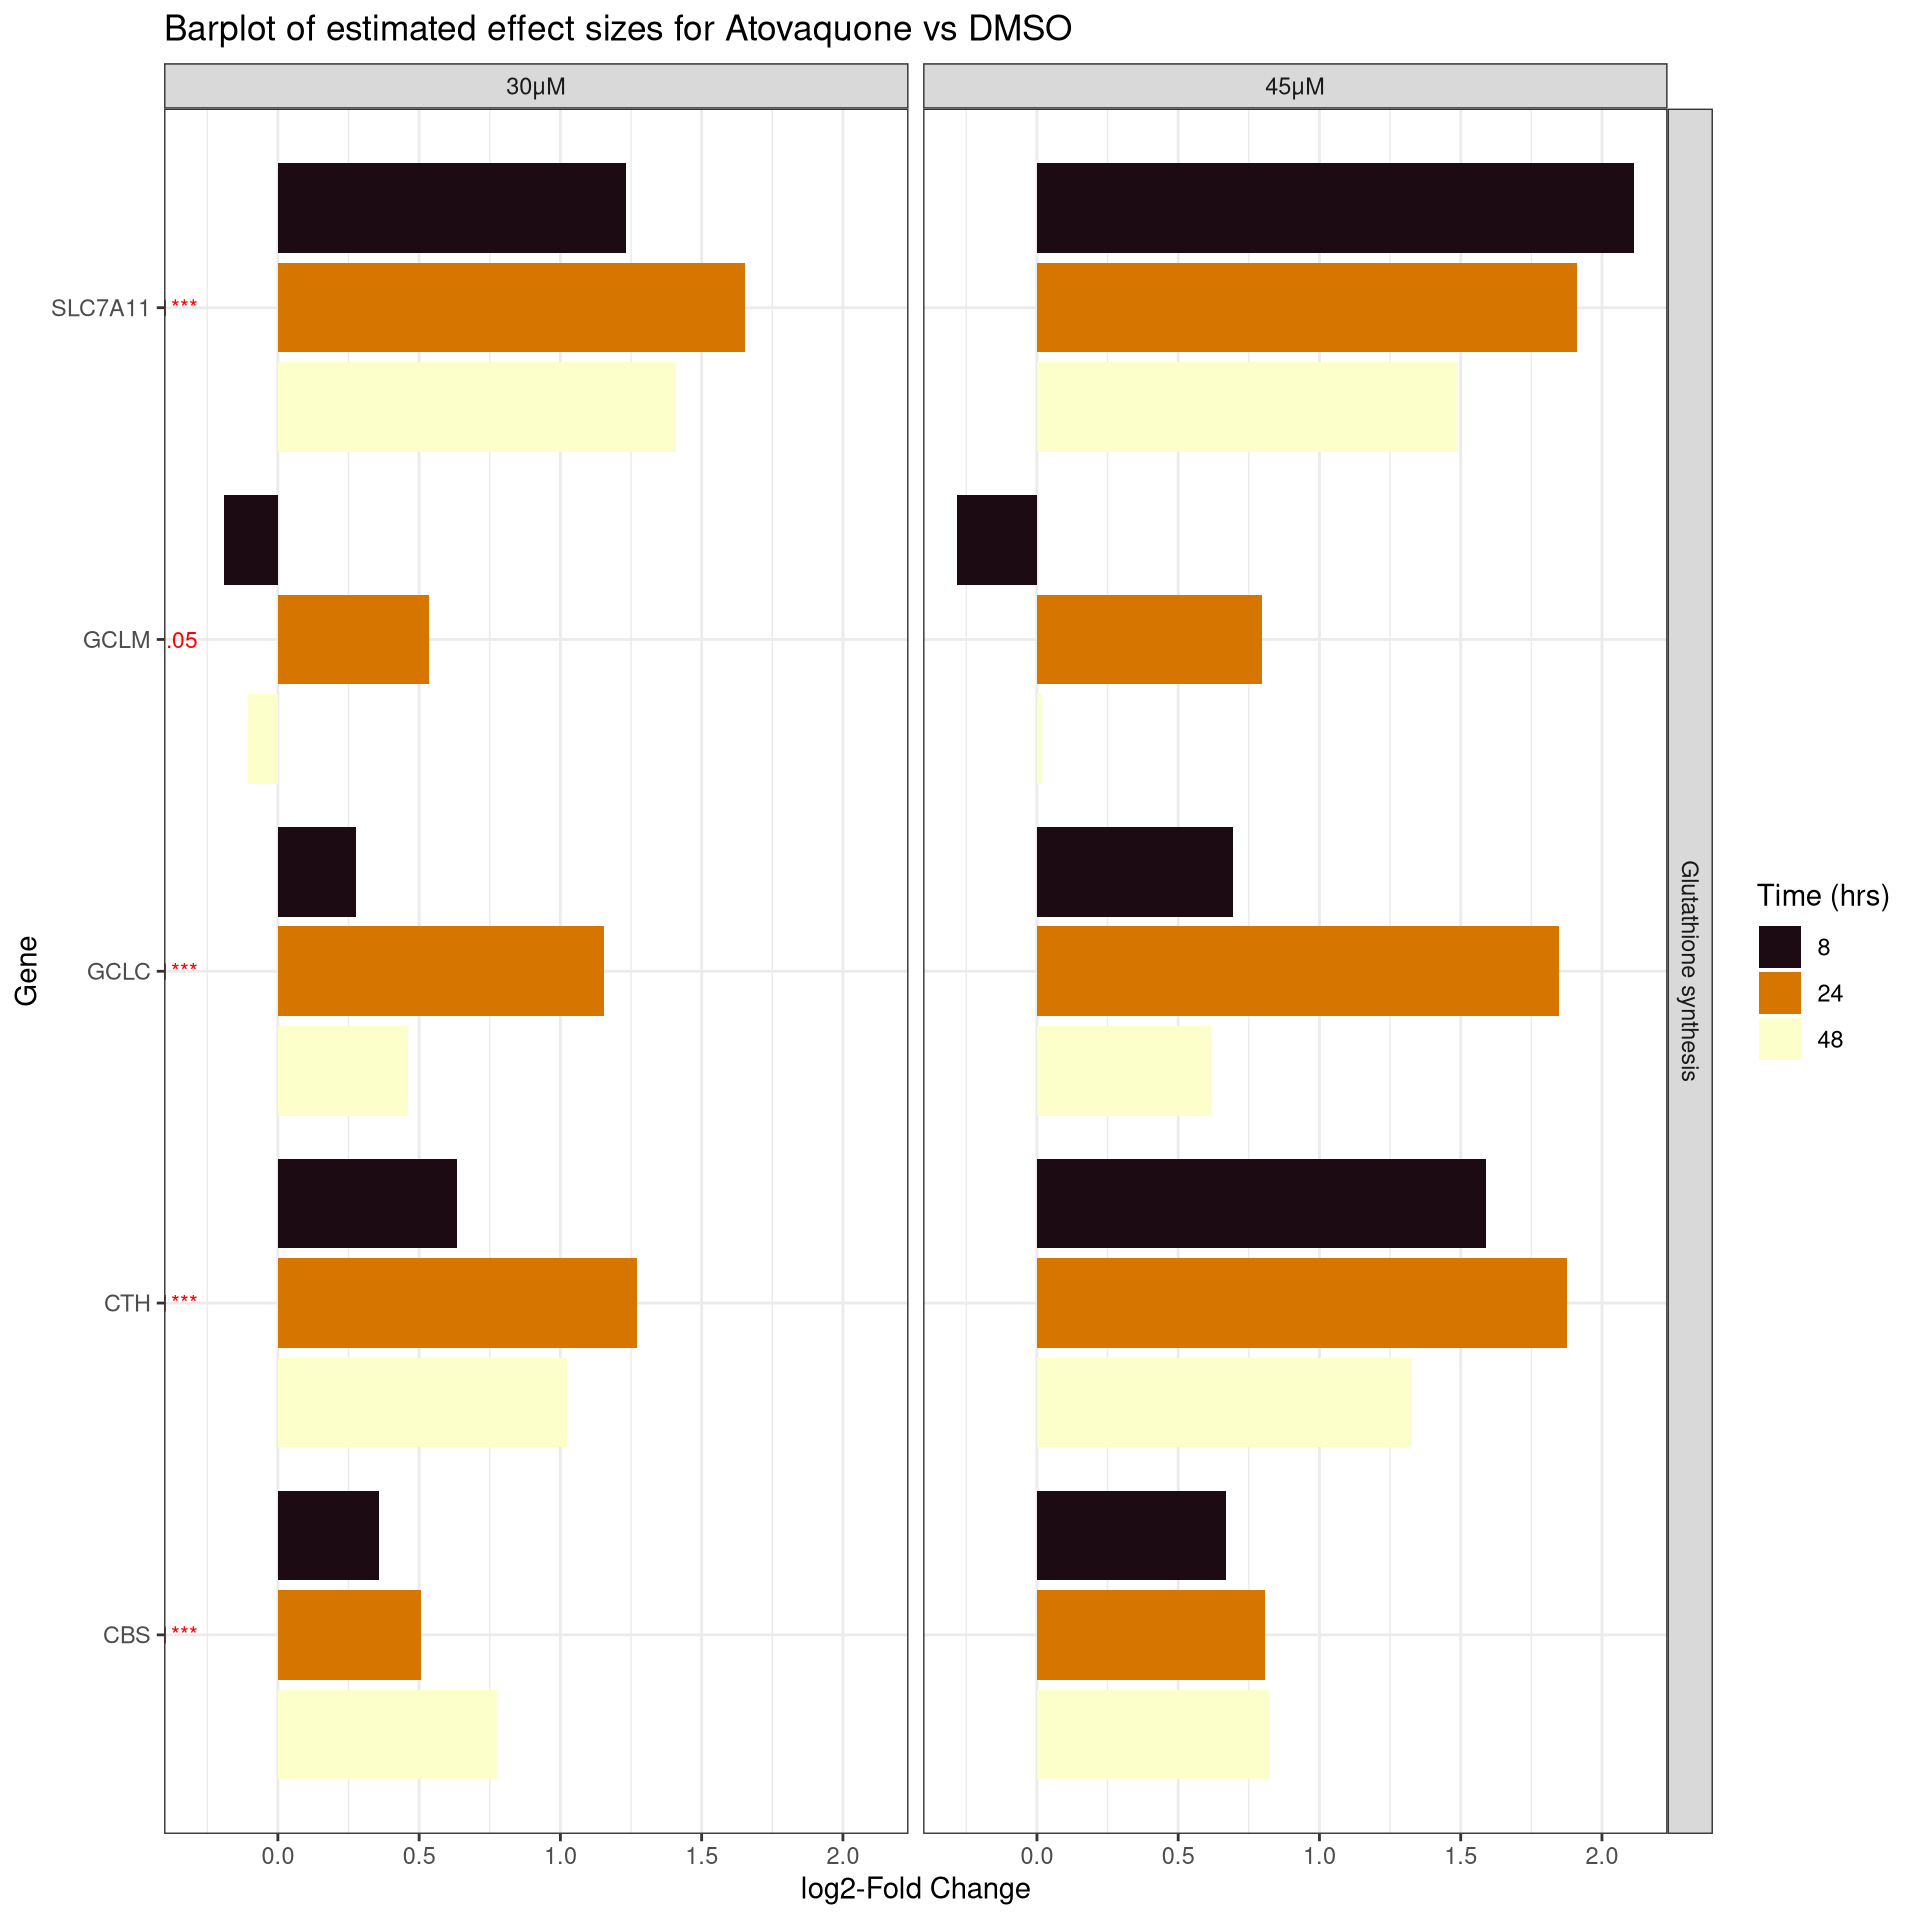 Barplot of estimated effect sizes for Atovaquone vs DMSO
30µM
45µM
SLC7A11
***
GCLM
.05
GCLC
***
CTH
***
CBS
***
Gene
Glutathione synthesis
Time (hrs)
8
24
48
0.0 0.5 1.0 1.5 2.0
0.0 0.5 1.0 1.5 2.0
log2-Fold Change